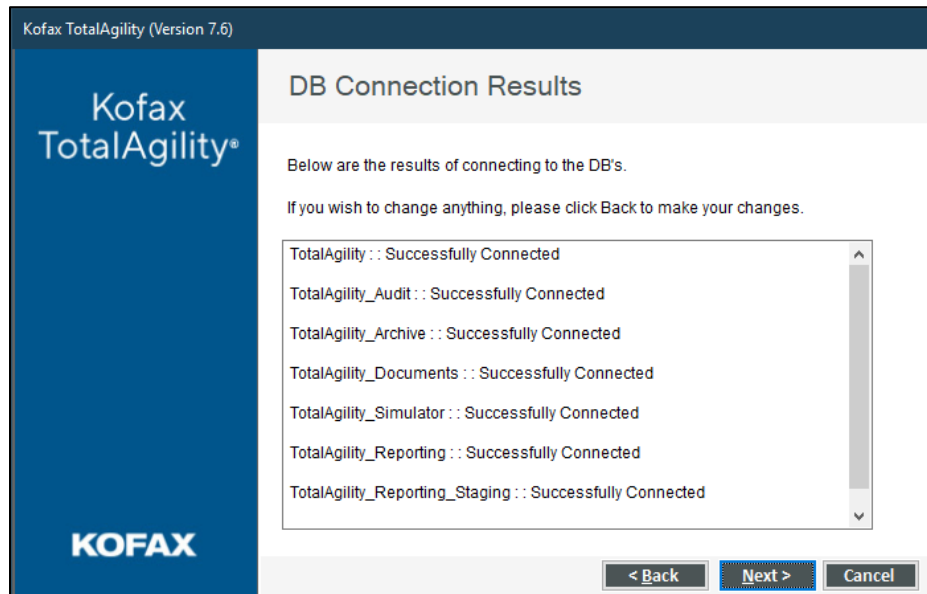 Kofax TotalAgility (Version 7.6)
Kofax
TotalAgility®
DB Connection Results
Below are the results of connecting to the DB's.
If you wish to change anything, please click Back to make your changes.
TotalAgility : : Successfully Connected
TotalAgility_Audit : : Successfully Connected
TotalAgility_Archive : : Successfully Connected
TotalAgility_Documents : : Successfully Connected
TotalAgility_Simulator : : Successfully Connected
TotalAgility_Reporting : : Successfully Connected
TotalAgility_Reporting_Staging : : Successfully Connected
KOFAX
< Back
Next >
Cancel